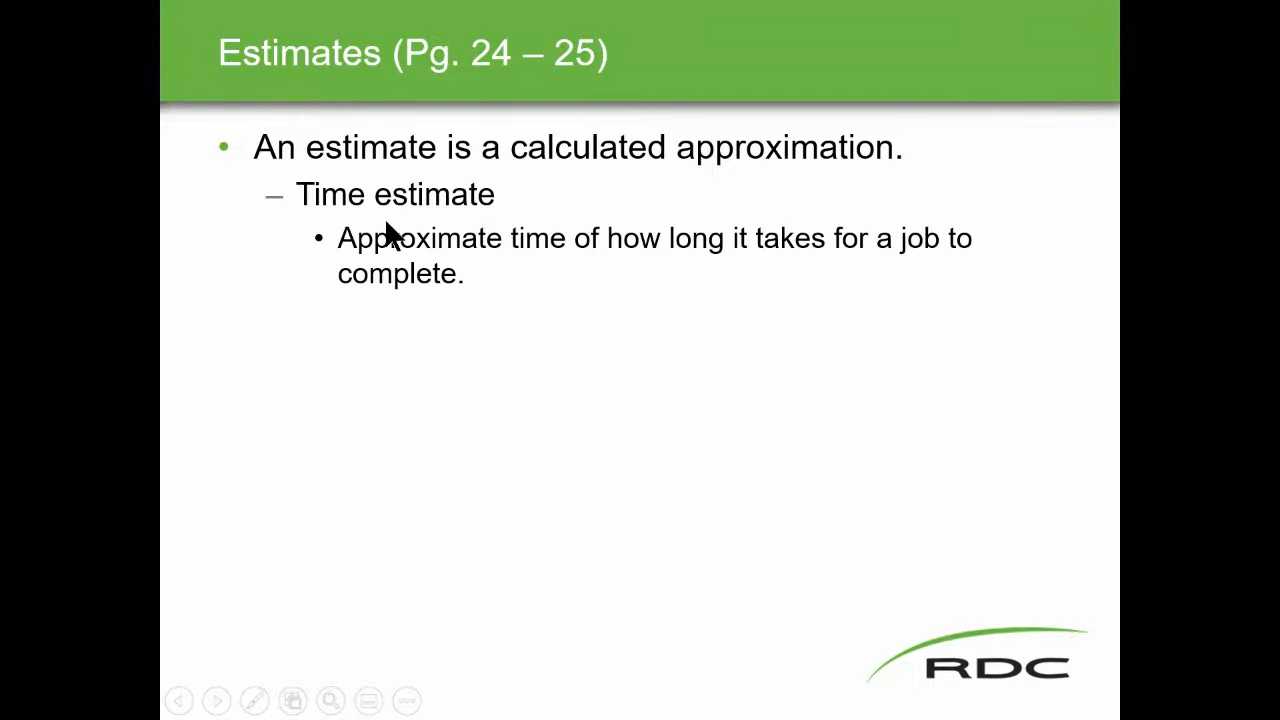 Estimates (Pg. 24 – 25)
• An estimate is a calculated approximation.
– Time estimate
• Approximate time of how long it takes for a job to
complete.
RDC